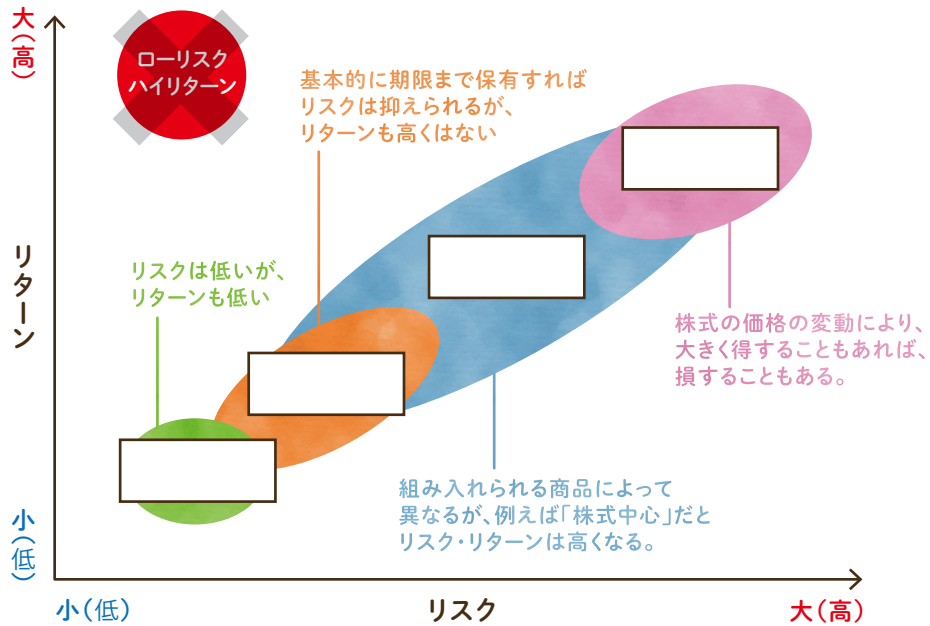 大(高)
ローリスク
ハイリターン
基本的に期限まで保有すれば
リスクは抑えられるが、
リターンも高くはない
リターン
リスクは低いが、
リターンも低い
株式の価格の変動により、
大きく得することもあれば、
損することもある。
組み入れられる商品によって
異なるが、例えば「株式中心」だと
リスク・リターンは高くなる。
小(低)
小(低)
リスク
大(高)